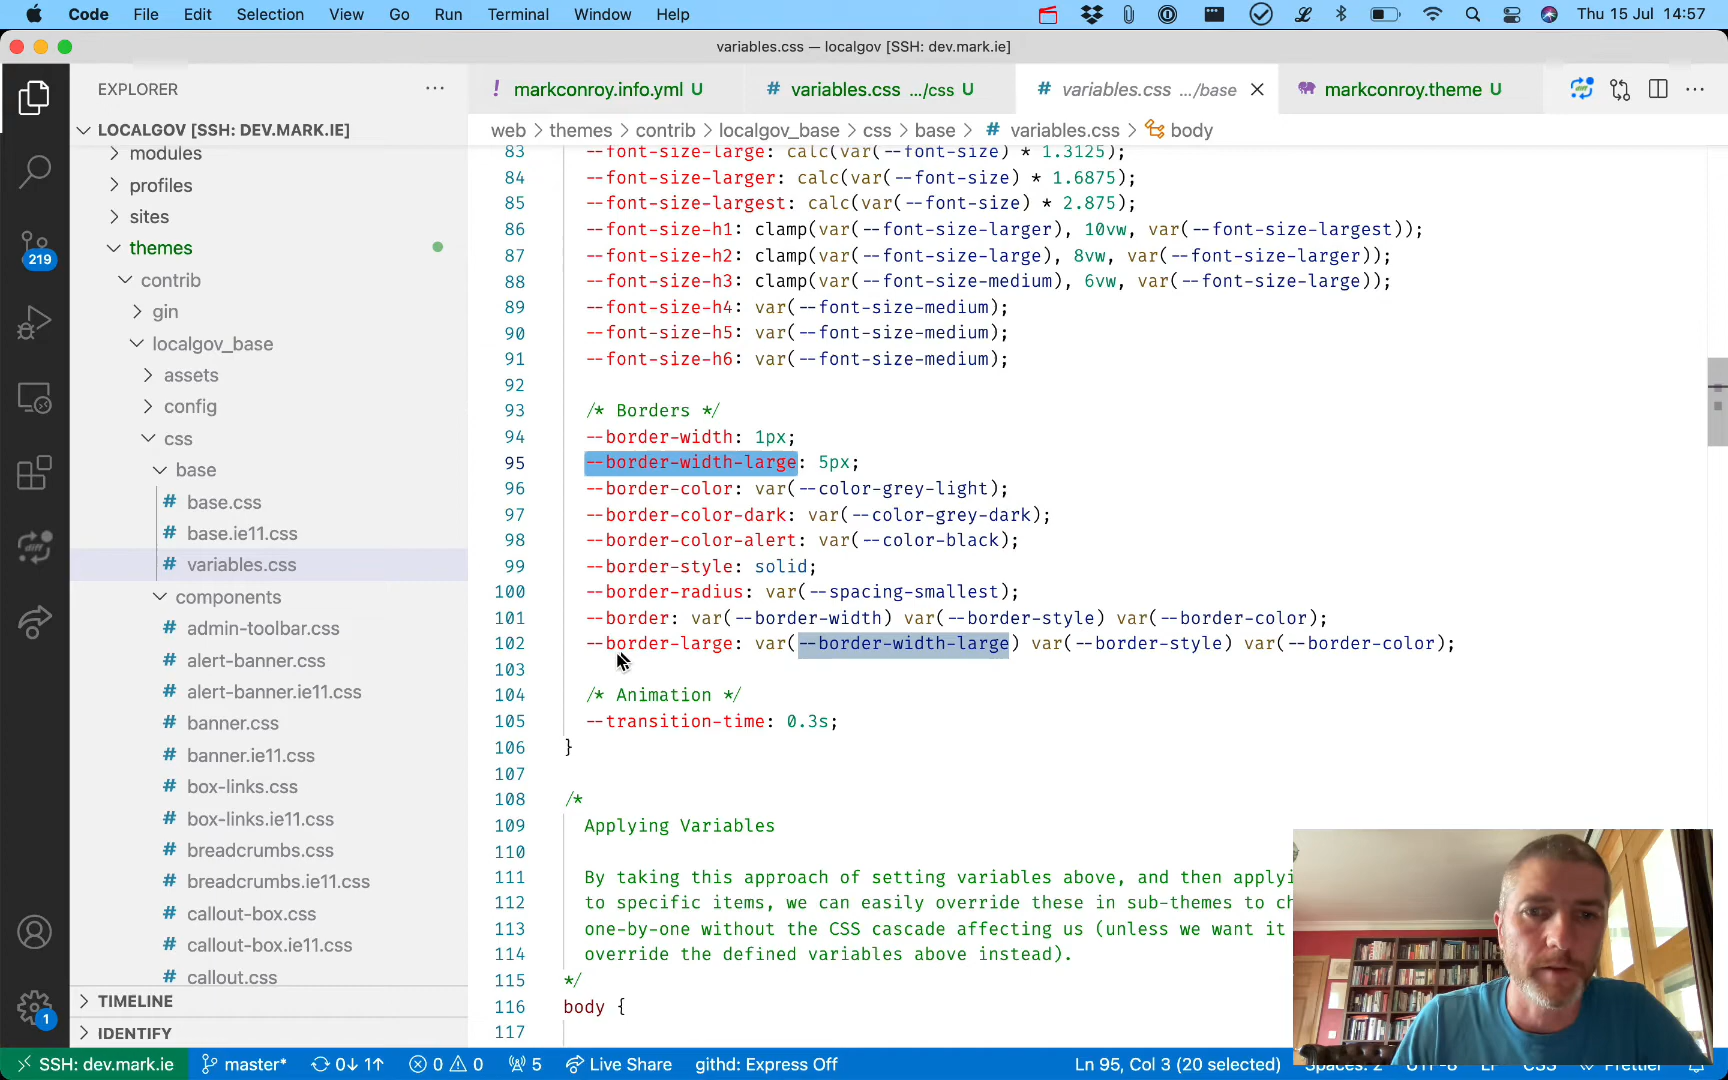 Code File Edit Selection View Go Run Terminal Window Help Thu 15 Jul 14:57
variables.css — localgov [SSH: dev.mark.ie]
EXPLORER ··· ! markconroy.info.yml U # variables.css .../css U # variables.css .../base × markconroy.theme U ···
LOCALGOV [SSH: DEV.MARK.IE]
web > themes > contrib > localgov_base > css > base > # variables.css > body
modules
profiles
sites
themes
contrib
gin
localgov_base
assets
config
css
base
# base.css
# base.ie11.css
# variables.css
components
# admin-toolbar.css
# alert-banner.css
# alert-banner.ie11.css
# banner.css
# banner.ie11.css
# box-links.css
# box-links.ie11.css
# breadcrumbs.css
# breadcrumbs.ie11.css
# callout-box.css
# callout-box.ie11.css
# callout.css
TIMELINE
IDENTIFY
219
1
83 --font-size-large: calc(var(--font-size) * 1.3125);
84 --font-size-larger: calc(var(--font-size) * 1.6875);
85 --font-size-largest: calc(var(--font-size) * 2.875);
86 --font-size-h1: clamp(var(--font-size-larger), 10vw, var(--font-size-largest));
87 --font-size-h2: clamp(var(--font-size-large), 8vw, var(--font-size-larger));
88 --font-size-h3: clamp(var(--font-size-medium), 6vw, var(--font-size-large));
89 --font-size-h4: var(--font-size-medium);
90 --font-size-h5: var(--font-size-medium);
91 --font-size-h6: var(--font-size-medium);
92
93 /* Borders */
94 --border-width: 1px;
95 --border-width-large: 5px;
96 --border-color: var(--color-grey-light);
97 --border-color-dark: var(--color-grey-dark);
98 --border-color-alert: var(--color-black);
99 --border-style: solid;
100 --border-radius: var(--spacing-smallest);
101 --border: var(--border-width) var(--border-style) var(--border-color);
102 --border-large: var(--border-width-large) var(--border-style) var(--border-color);
103
104 /* Animation */
105 --transition-time: 0.3s;
106 }
107
108 /*
109 Applying Variables
110
111 By taking this approach of setting variables above, and then applyi
112 to specific items, we can easily override these in sub-themes to ch
113 one-by-one without the CSS cascade affecting us (unless we want it
114 override the defined variables above instead).
115 */
116 body {
117
SSH: dev.mark.ie master* 0↓ 1↑ 0 0 5 Live Share githd: Express Off Ln 95, Col 3 (20 selected)